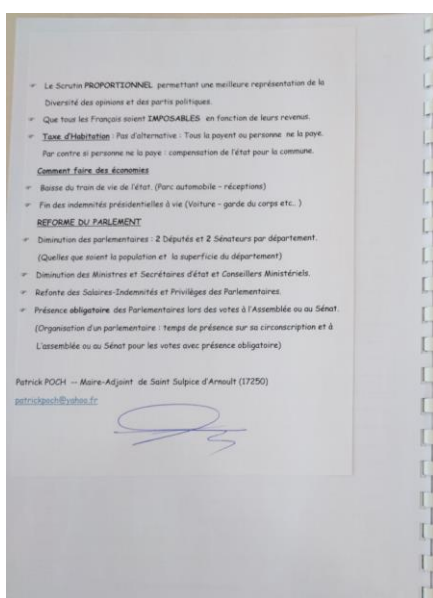 ☞ Le Scrutin PROPORTIONNEL permettant une meilleure représentation de la
Diversité des opinions et des partis politiques.
☞ Que tous les Français soient IMPOSABLES en fonction de leurs revenus.
☞ Taxe d'Habitation : Pas d'alternative : Tous la payent ou personne ne la paye.
Par contre si personne ne la paye : compensation de l'état pour la commune.
Comment faire des économies
☞ Baisse du train de vie de l'état. (Parc automobile – réceptions)
☞ Fin des indemnités présidentielles à vie (Voiture – garde du corps etc.. )
REFORME DU PARLEMENT
☞ Diminution des parlementaires : 2 Députés et 2 Sénateurs par département.
(Quelles que soient la population et la superficie du département)
☞ Diminution des Ministres et Secrétaires d'état et Conseillers Ministériels.
☞ Refonte des Salaires-Indemnités et Privilèges des Parlementaires.
☞ Présence obligatoire des Parlementaires lors des votes à l'Assemblée ou au Sénat.
(Organisation d'un parlementaire : temps de présence sur sa circonscription et à
L'assemblée ou au Sénat pour les votes avec présence obligatoire)
Patrick POCH -- Maire-Adjoint de Saint Sulpice d'Arnoult (17250)
patrickpoch@yahoo.fr